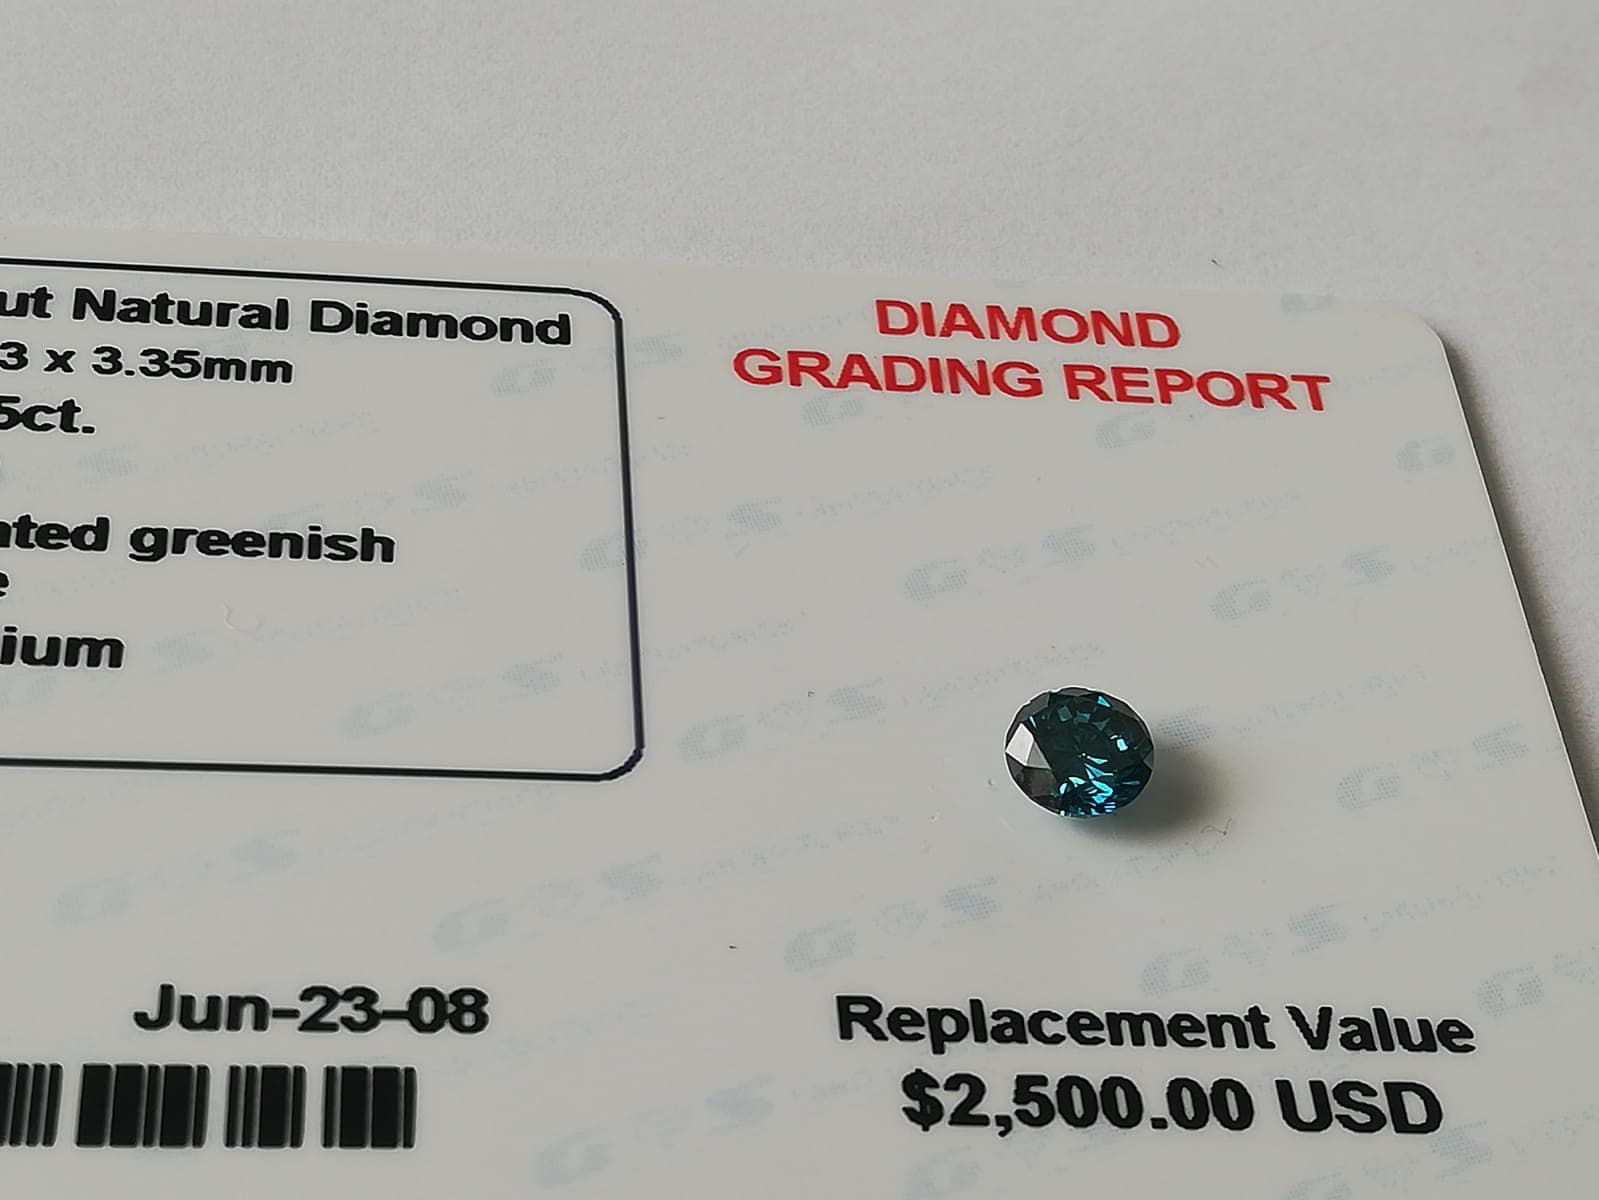 ut Natural Diamond
3 x 3.35mm
5ct.
ated greenish
e
ium
DIAMOND
GRADING REPORT
Jun-23-08
Replacement Value
$2,500.00 USD